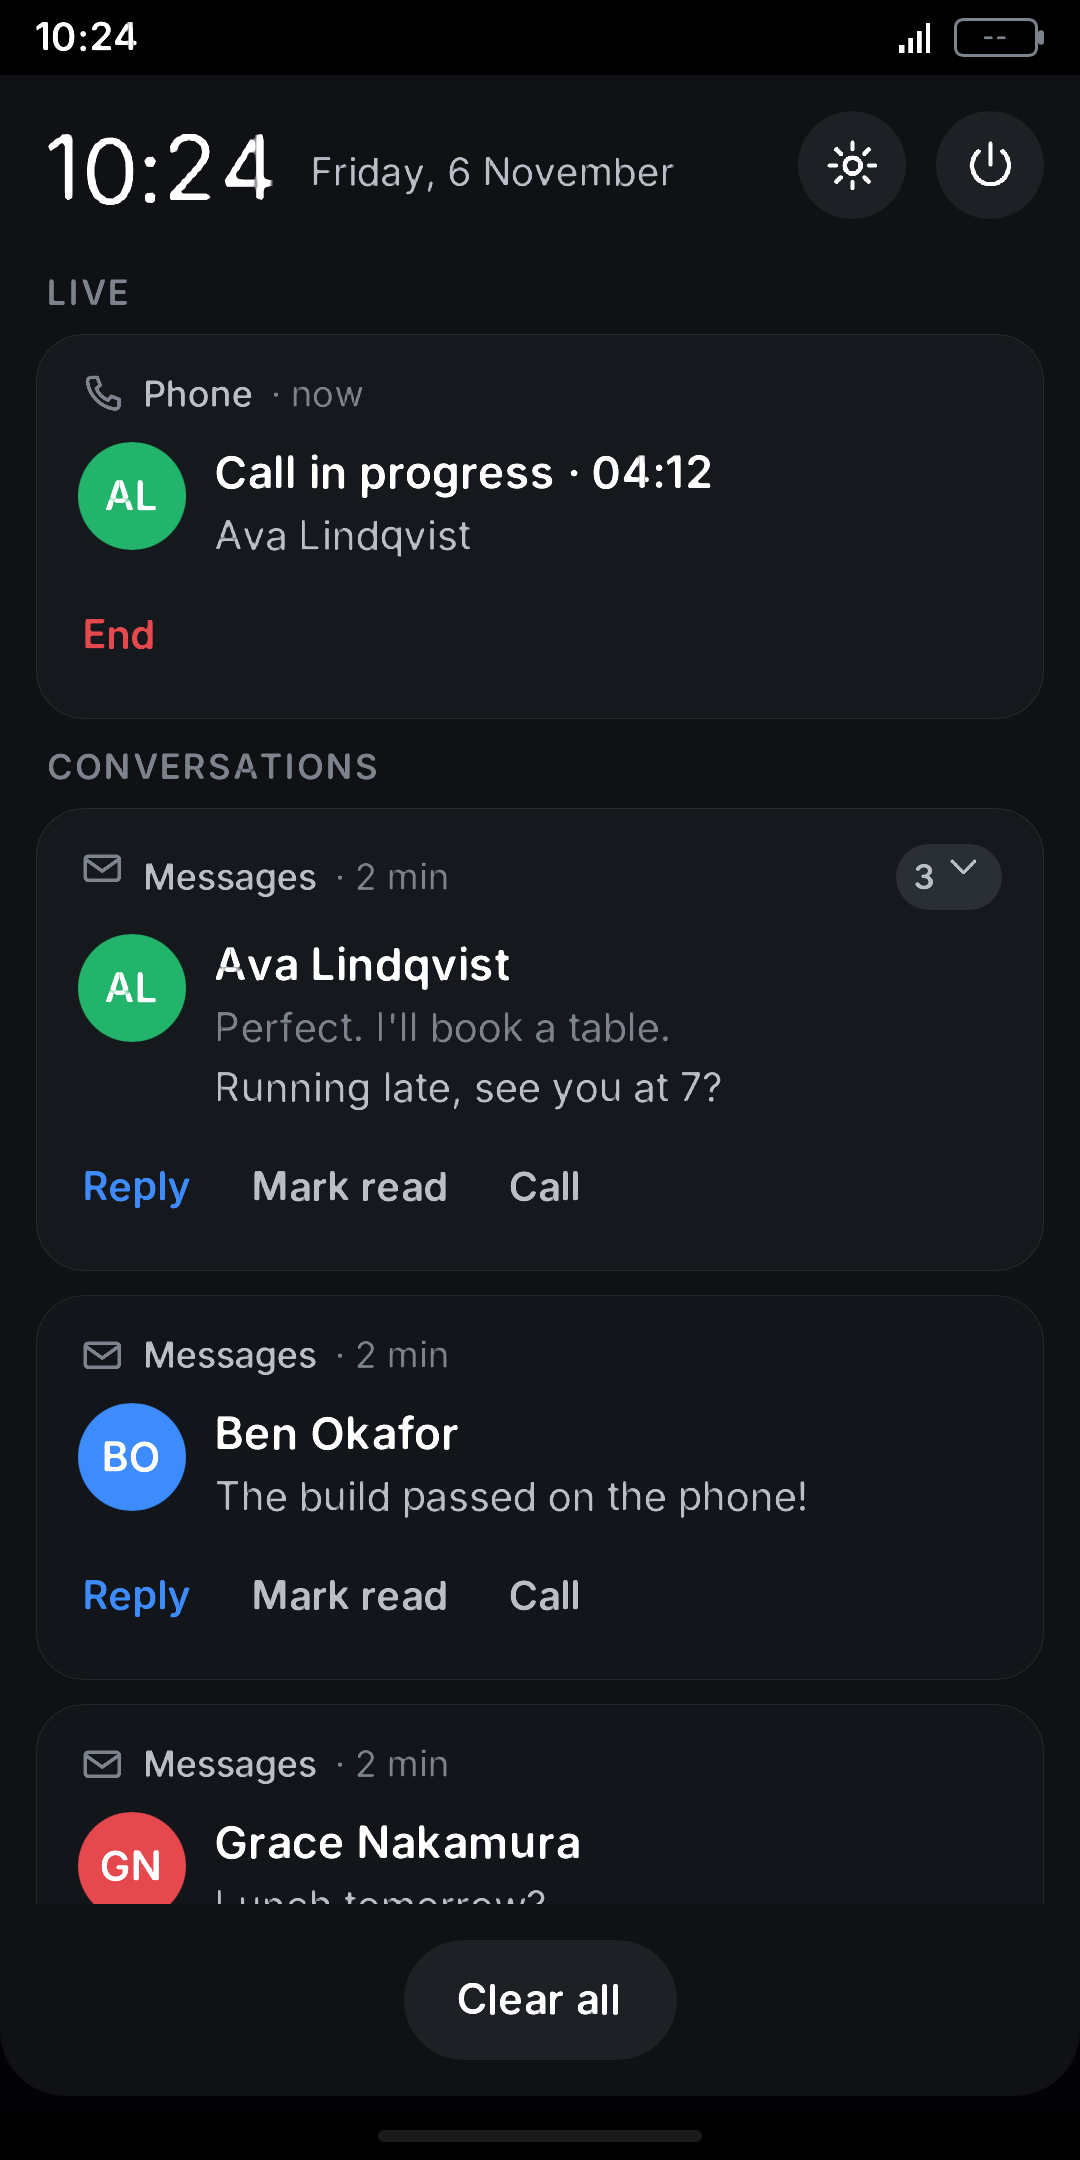 10:24
--
10:24 Friday, 6 November
LIVE
Phone · now
AL
Call in progress · 04:12
Ava Lindqvist
End
CONVERSATIONS
Messages · 2 min
3
AL
Ava Lindqvist
Perfect. I'll book a table.
Running late, see you at 7?
Reply Mark read Call
Messages · 2 min
BO
Ben Okafor
The build passed on the phone!
Reply Mark read Call
Messages · 2 min
GN
Grace Nakamura
Lunch tomorrow?
Clear all